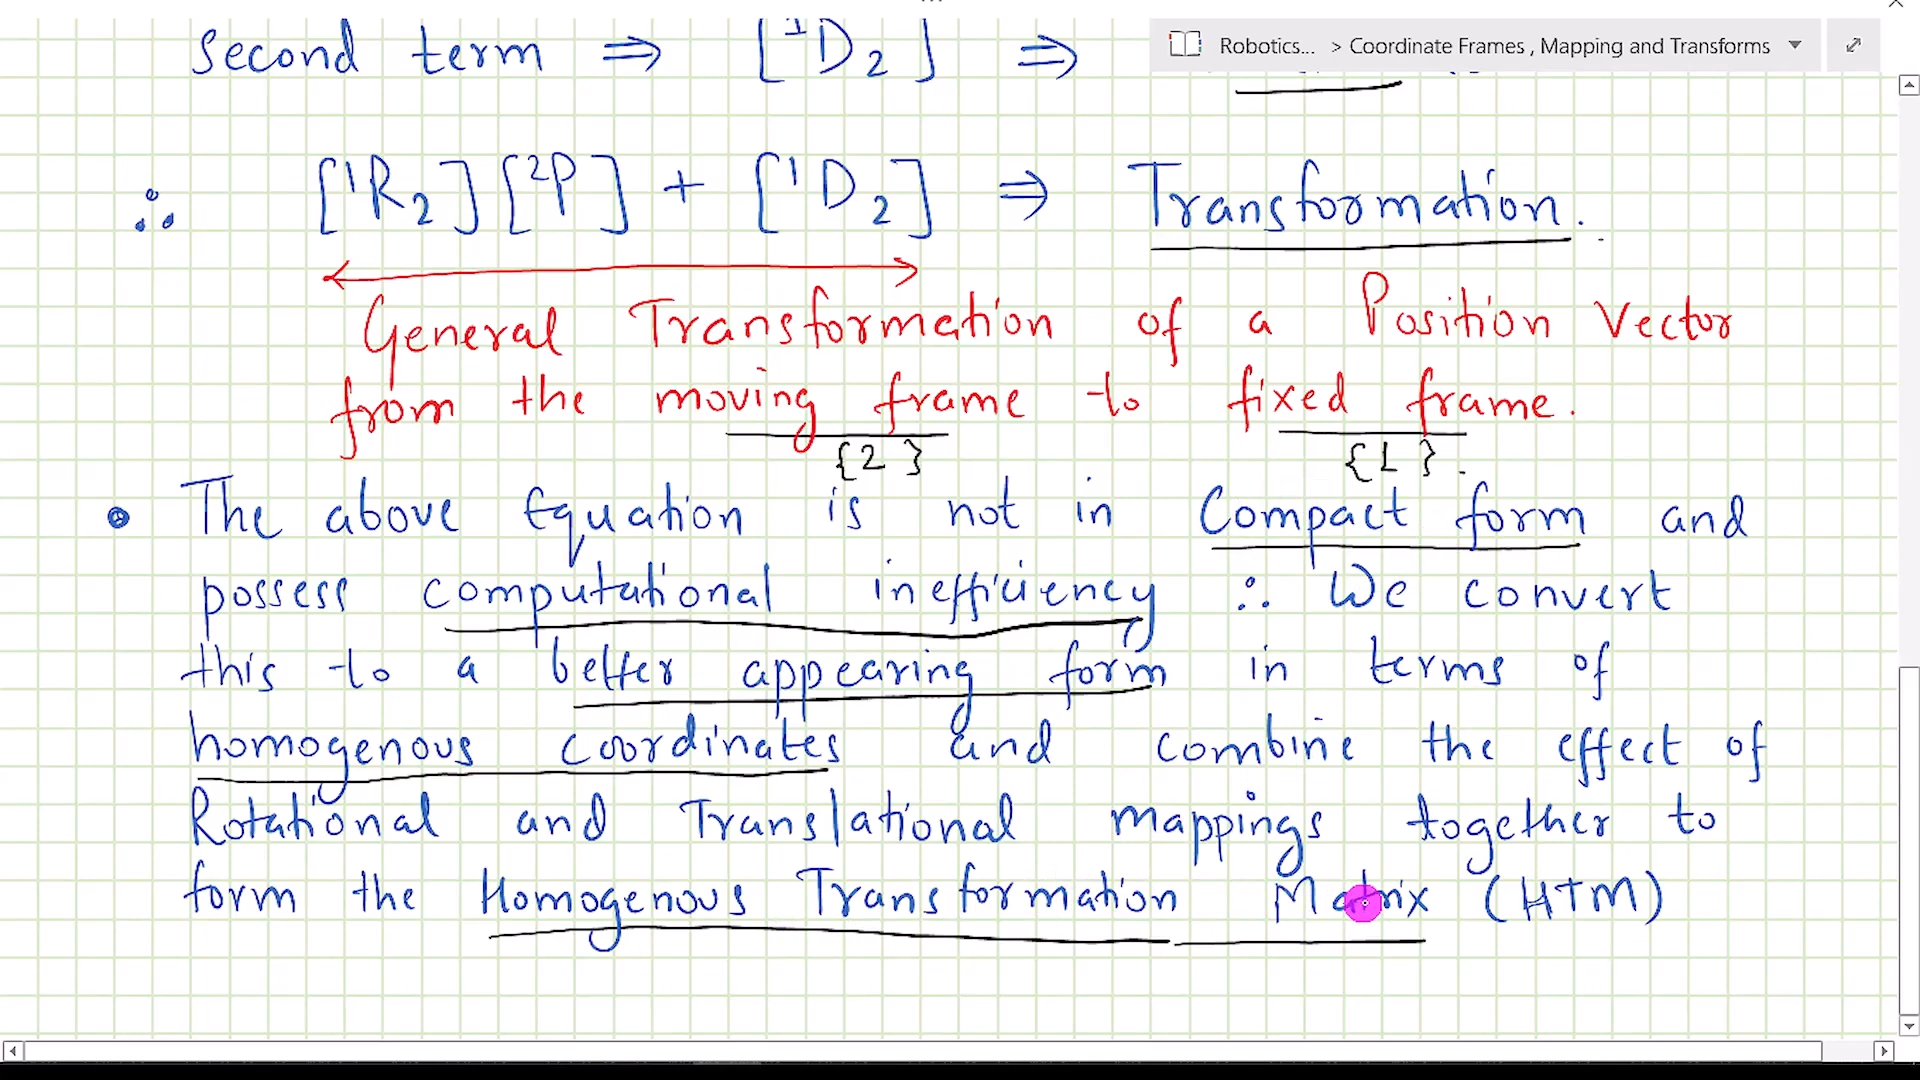 Robotics... > Coordinate Frames , Mapping and Transforms
Second term ⇒ [¹D₂] ⇒
∴ [¹R₂][²P] + [¹D₂] ⇒ Transformation.
General Transformation of a Position Vector
from the moving frame to fixed frame.
{2} {1}.
The above Equation is not in Compact form and
possess computational inefficiency ∴ We convert
this to a better appearing form in terms of
homogenous coordinates and combine the effect of
Rotational and Translational mappings together to
form the Homogenous Transformation Matrix (HTM)